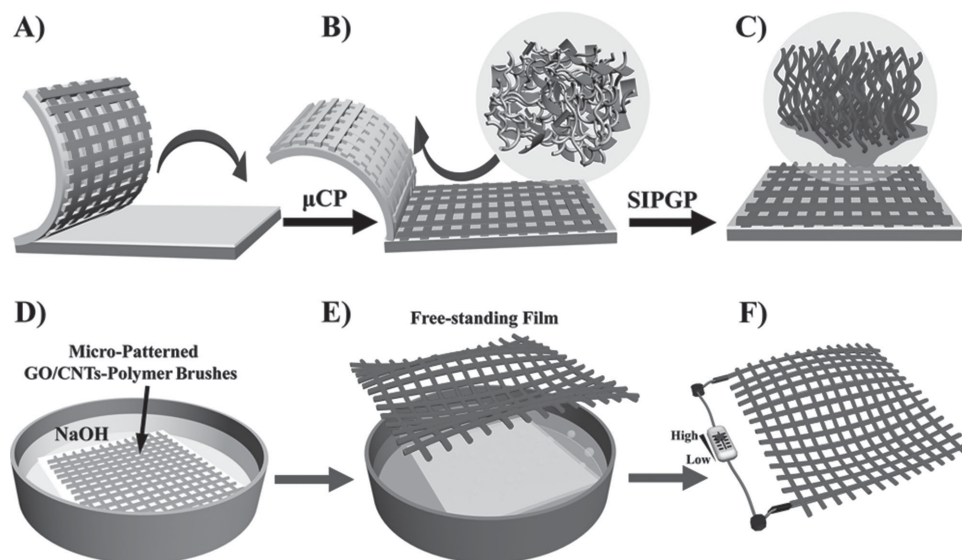 A)
B)
C)
μCP
SIPGP
D)
E)
F)
Free-standing Film
Micro-Patterned
GO/CNTs-Polymer Brushes
NaOH
High
Low